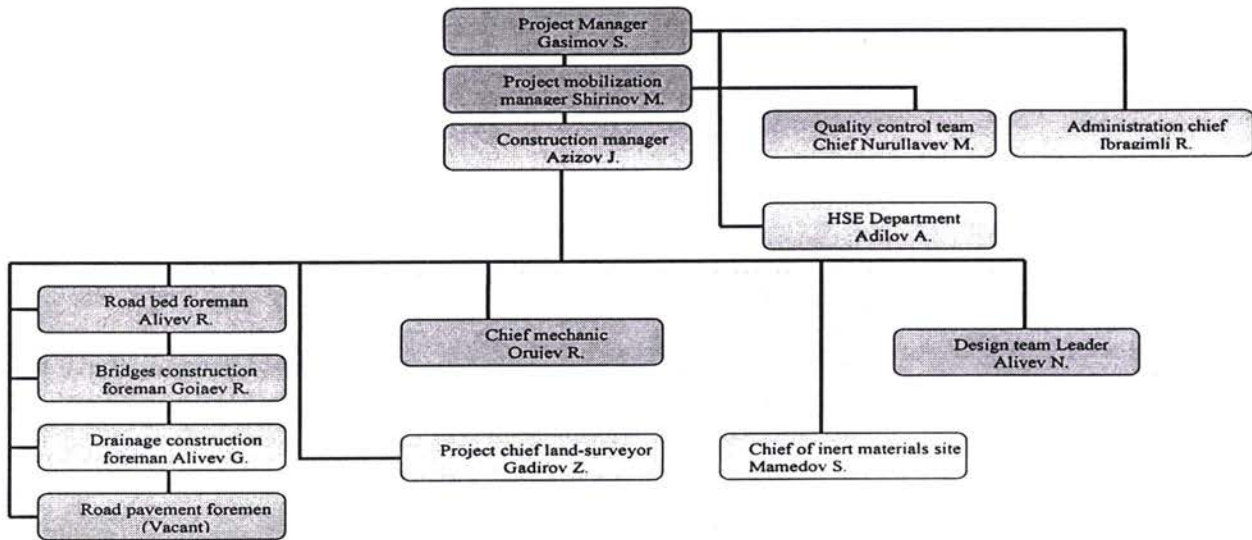 Project Manager
Gasimov S.
Project mobilization
manager Shirinov M.
Construction manager
Azizov J.
Quality control team
Chief Nurullayev M.
Administration chief
Ibragimli R.
HSE Department
Adilov A.
Road bed foreman
Aliyev R.
Bridges construction
foreman Gojaev R.
Drainage construction
foreman Aliyev G.
Road pavement foremen
(Vacant)
Chief mechanic
Orujev R.
Project chief land-surveyor
Gadirov Z.
Chief of inert materials site
Mamedov S.
Design team Leader
Aliyev N.